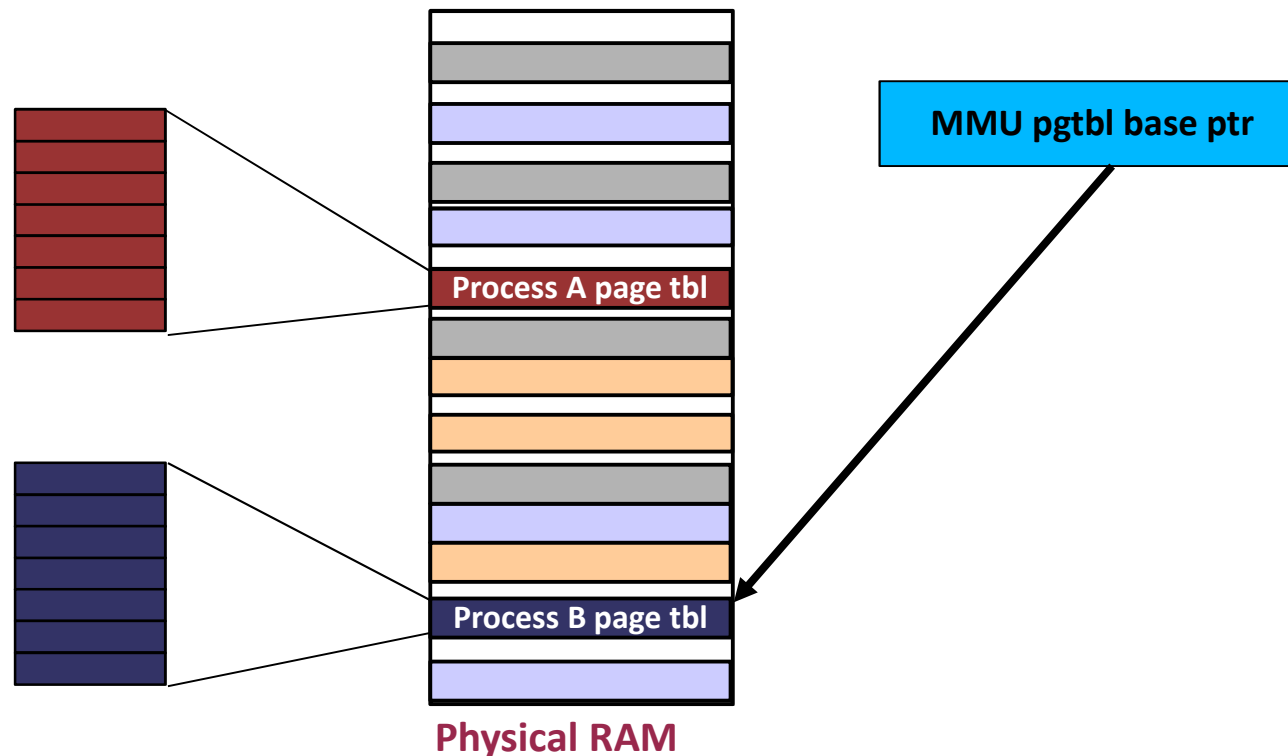 MMU pgtbl base ptr
Process A page tbl
Process B page tbl
Physical RAM